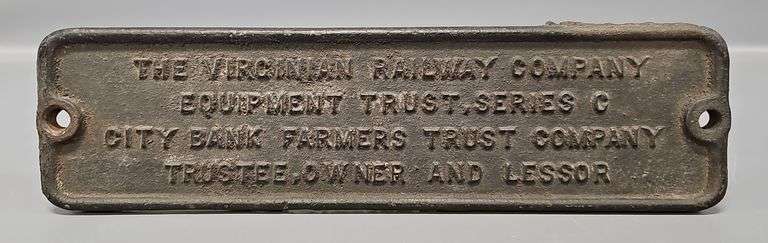 THE VIRGINIAN RAILWAY COMPANY
EQUIPMENT TRUST, SERIES C
CITY BANK FARMERS TRUST COMPANY
TRUSTEE, OWNER AND LESSOR